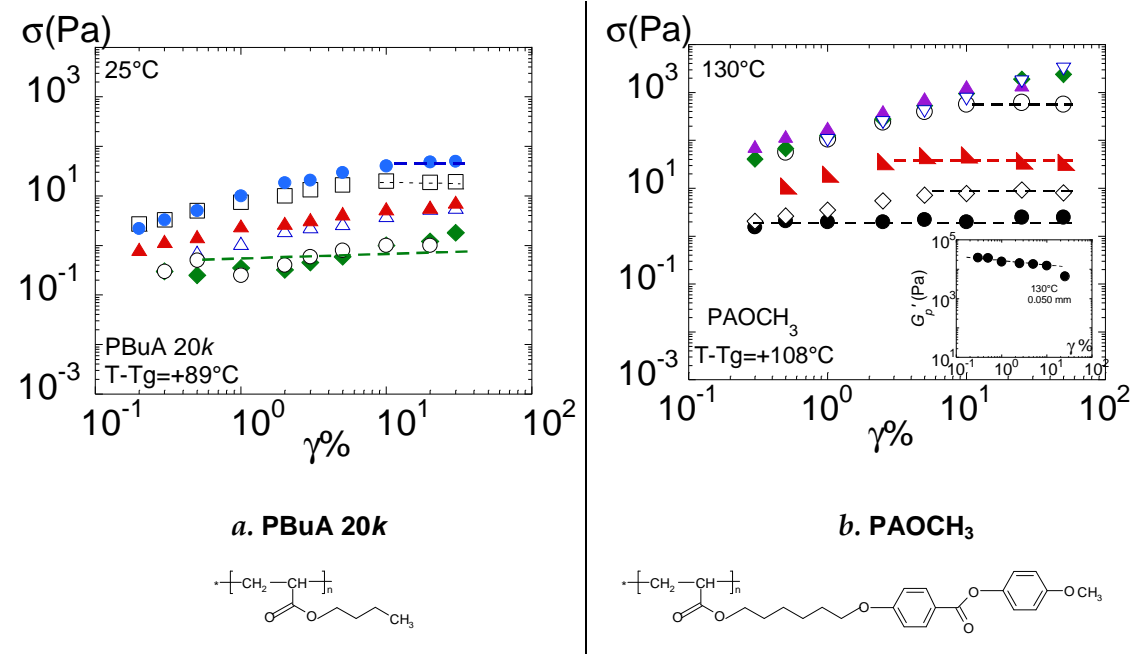 σ(Pa)
25°C
10³
10¹
10⁻¹
10⁻³
PBuA 20k
T-Tg=+89°C
10⁻¹ 10⁰ 10¹ 10²
γ%
a. PBuA 20k
*–[CH₂–CH]n
O
O
CH₃
σ(Pa)
130°C
10³
10¹
10⁻¹
10⁻³
PAOCH₃
T-Tg=+108°C
10⁻¹ 10⁰ 10¹ 10²
γ%
Gp' (Pa)
10⁵
10³
10¹
130°C
0.050 mm
γ %
10⁻¹ 10⁰ 10¹ 10²
b. PAOCH₃
*–[CH₂–CH]n
O
O
O
O
O
OCH₃